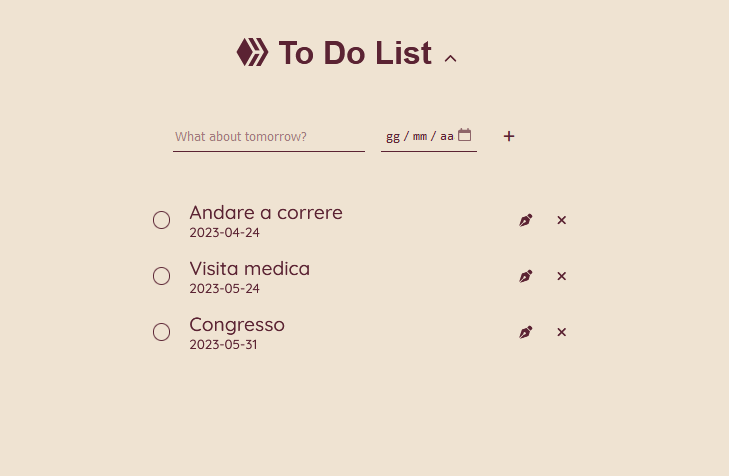 To Do List
What about tomorrow?
gg / mm / aa
Andare a correre
2023-04-24
Visita medica
2023-05-24
Congresso
2023-05-31